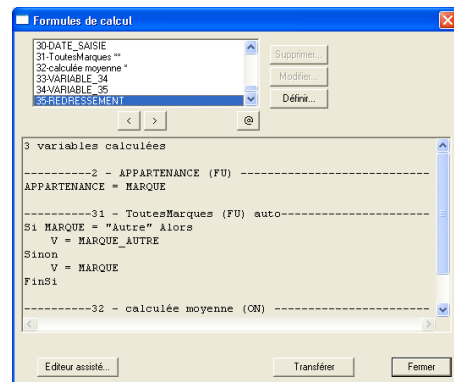 Formules de calcul
30-DATE_SAISIE
31-ToutesMarques **
32-calculée moyenne *
33-VARIABLE_34
34-VARIABLE_35
35-REDRESSEMENT
Supprimer...
Modifier...
Définir...
< > @
3 variables calculées
----------2 - APPARTENANCE (FU) --------------------------
APPARTENANCE = MARQUE
----------31 - ToutesMarques (FU) auto--------------------
Si MARQUE = "Autre" Alors
V = MARQUE_AUTRE
Sinon
V = MARQUE
FinSi
----------32 - calculée moyenne (ON) ---------------------
Editeur assisté...
Transférer
Fermer